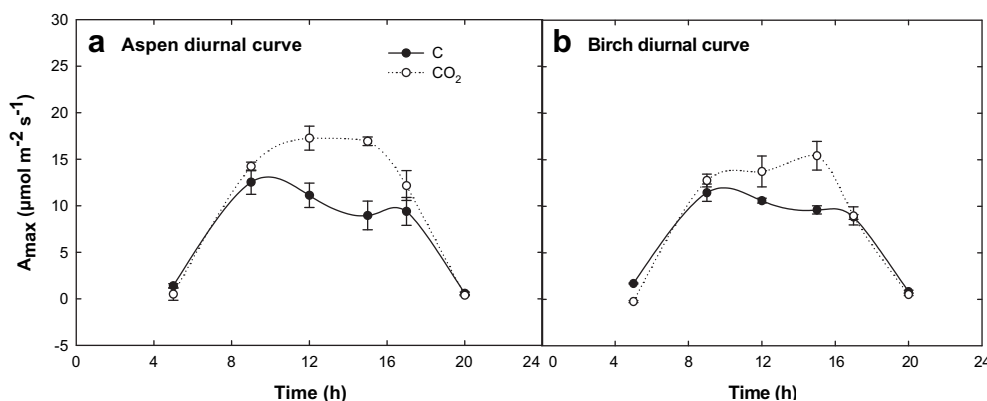 a Aspen diurnal curve
C
CO₂
b Birch diurnal curve
Amax (µmol m⁻² s⁻¹)
30
25
20
15
10
5
0
-5
0 4 8 12 16 20 24
0 4 8 12 16 20 24
Time (h)
Time (h)